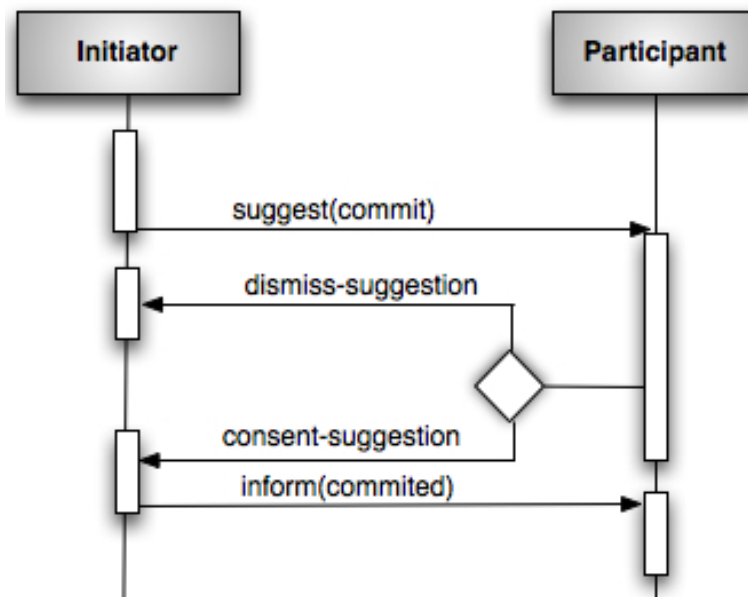 Initiator
Participant
suggest(commit)
dismiss-suggestion
consent-suggestion
inform(commited)